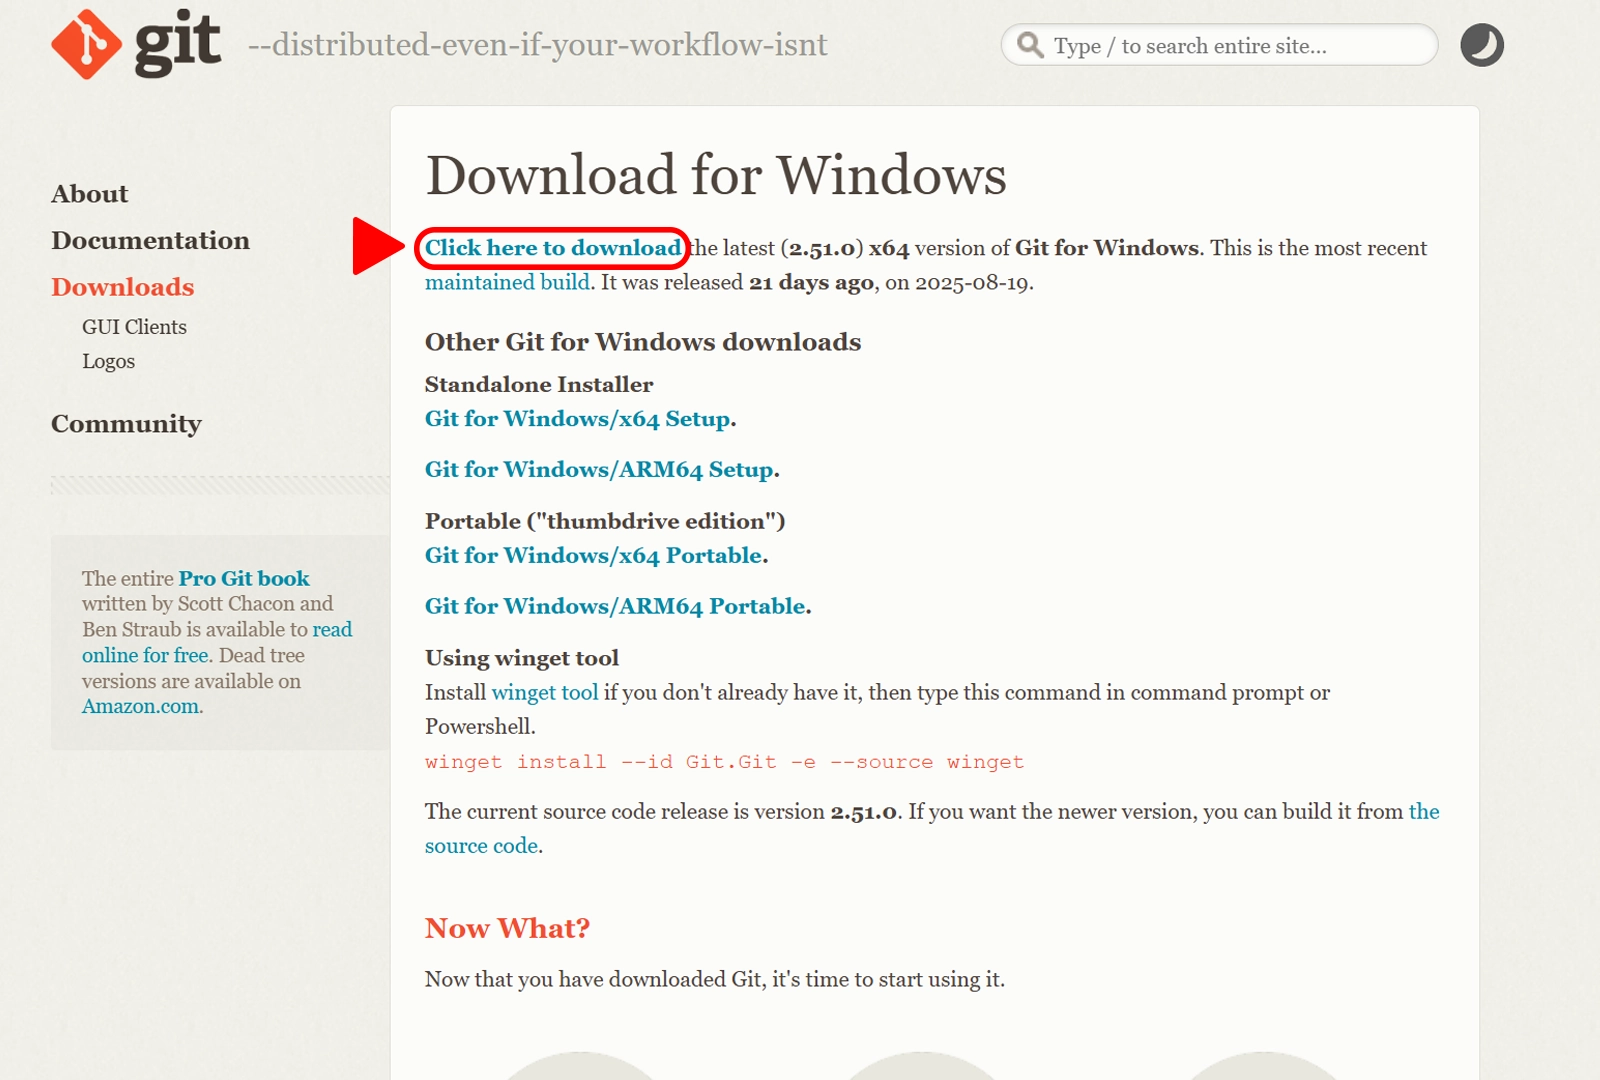 git --distributed-even-if-your-workflow-isnt
Type / to search entire site...
About
Documentation
Downloads
GUI Clients
Logos
Community
The entire Pro Git book
written by Scott Chacon and
Ben Straub is available to read
online for free. Dead tree
versions are available on
Amazon.com.
Download for Windows
Click here to download the latest (2.51.0) x64 version of Git for Windows. This is the most recent
maintained build. It was released 21 days ago, on 2025-08-19.
Other Git for Windows downloads
Standalone Installer
Git for Windows/x64 Setup.
Git for Windows/ARM64 Setup.
Portable ("thumbdrive edition")
Git for Windows/x64 Portable.
Git for Windows/ARM64 Portable.
Using winget tool
Install winget tool if you don't already have it, then type this command in command prompt or
Powershell.
winget install --id Git.Git -e --source winget
The current source code release is version 2.51.0. If you want the newer version, you can build it from the
source code.
Now What?
Now that you have downloaded Git, it's time to start using it.